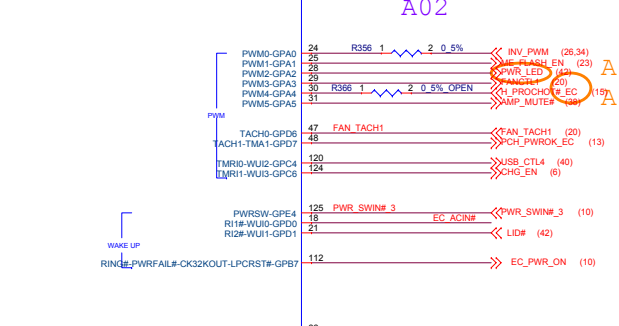 A02
PWM0-GPA0 24 R356 1 2 0_5% INV_PWM (26,34)
PWM1-GPA1 25 ME_FLASH_EN (23)
PWM2-GPA2 28 PWR_LED (42) A
PWM3-GPA3 29 FANCTL1 (20)
PWM4-GPA4 30 R366 1 2 0_5%_OPEN H_PROCHOT#_EC (15) A
PWM5-GPA5 31 AMP_MUTE# (38)
PWM
TACH0-GPD6 47 FAN_TACH1 FAN_TACH1 (20)
TACH1-TMA1-GPD7 48 PCH_PWROK_EC (13)
TMRI0-WUI2-GPC4 120 USB_CTL4 (40)
TMRI1-WUI3-GPC6 124 CHG_EN (6)
PWRSW-GPE4 125 PWR_SWIN#_3 PWR_SWIN#_3 (10)
RI1#-WUI0-GPD0 18 EC_ACIN#
RI2#-WUI1-GPD1 21 LID# (42)
WAKE UP
RING#-PWRFAIL#-CK32KOUT-LPCRST#-GPB7 112 EC_PWR_ON (10)